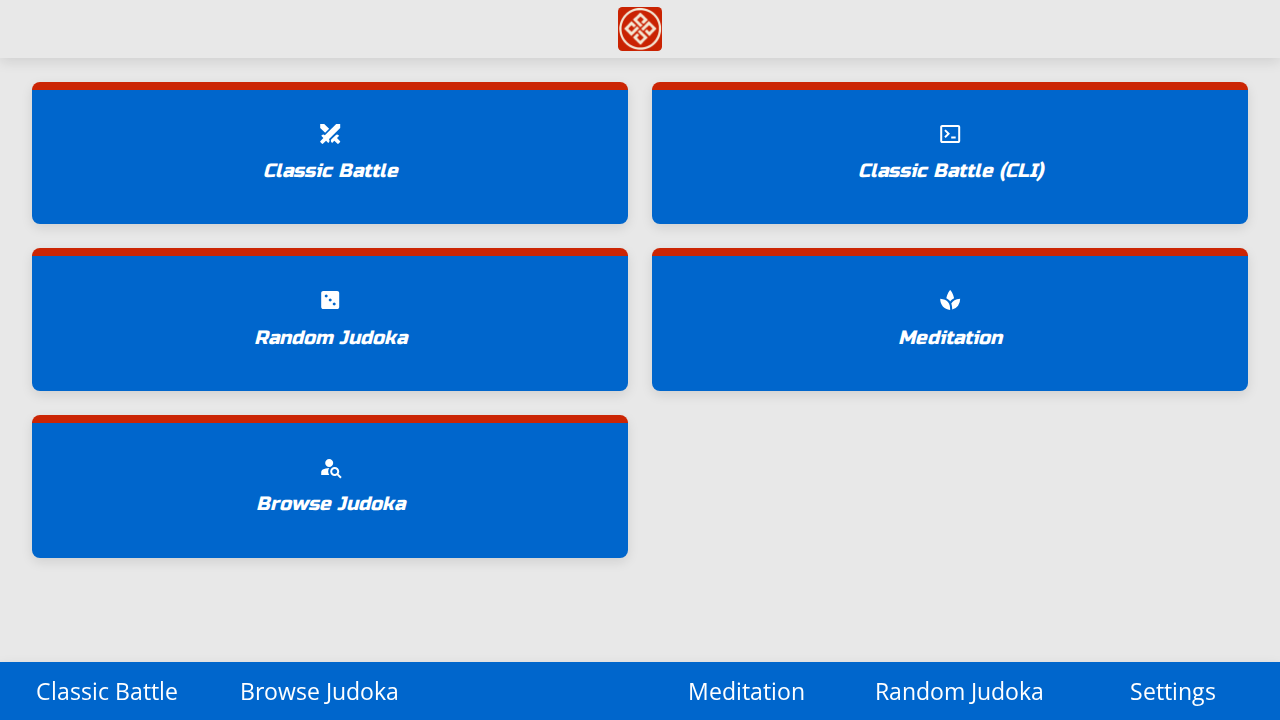 Classic Battle
Classic Battle (CLI)
Random Judoka
Meditation
Browse Judoka
Classic Battle
Browse Judoka
Meditation
Random Judoka
Settings